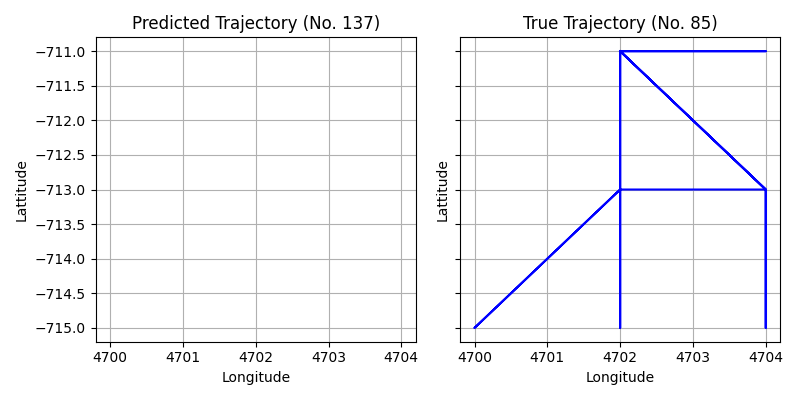 Predicted Trajectory (No. 137)
True Trajectory (No. 85)
Lattitude
−711.0
−711.5
−712.0
−712.5
−713.0
−713.5
−714.0
−714.5
−715.0
4700 4701 4702 4703 4704
Longitude
Lattitude
4700 4701 4702 4703 4704
Longitude